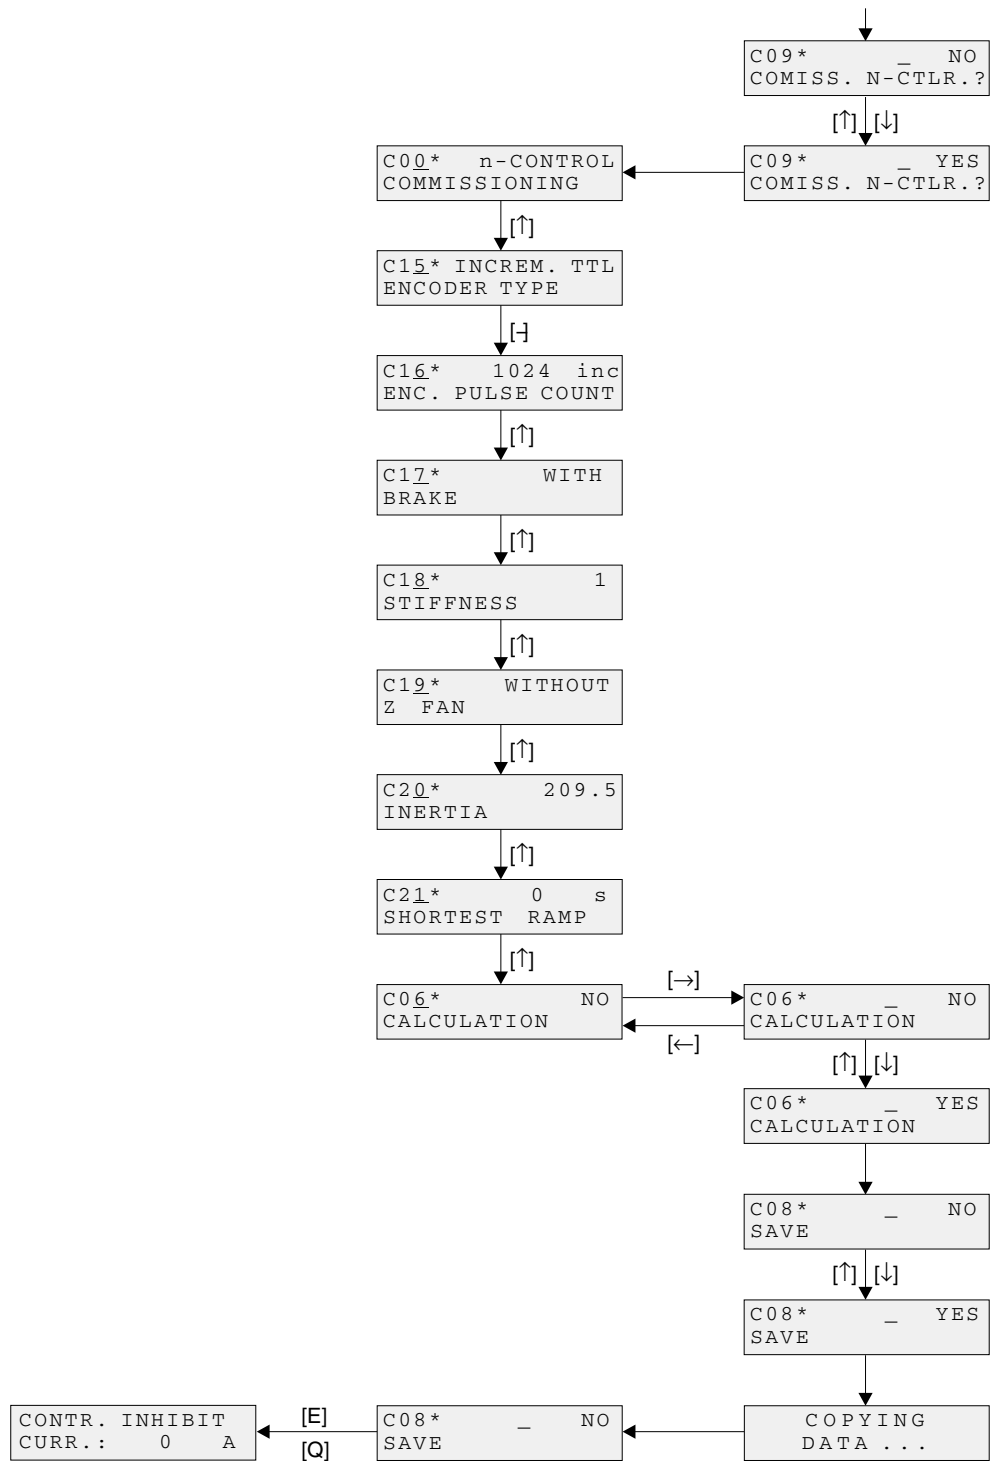 C09* _ NO
COMISS. N-CTLR.?
[↑] [↓]
C00* n-CONTROL
COMMISSIONING
C09* _ YES
COMISS. N-CTLR.?
[↑]
C15* INCREM. TTL
ENCODER TYPE
[-]
C16* 1024 inc
ENC. PULSE COUNT
[↑]
C17* WITH
BRAKE
[↑]
C18* 1
STIFFNESS
[↑]
C19* WITHOUT
Z FAN
[↑]
C20* 209.5
INERTIA
[↑]
C21* 0 s
SHORTEST RAMP
[↑]
C06* NO
CALCULATION
[→]
[←]
C06* _ NO
CALCULATION
[↑] [↓]
C06* _ YES
CALCULATION
C08* _ NO
SAVE
[↑] [↓]
C08* _ YES
SAVE
CONTR. INHIBIT
CURR.: 0 A
[E]
[Q]
C08* _ NO
SAVE
COPYING
DATA ...